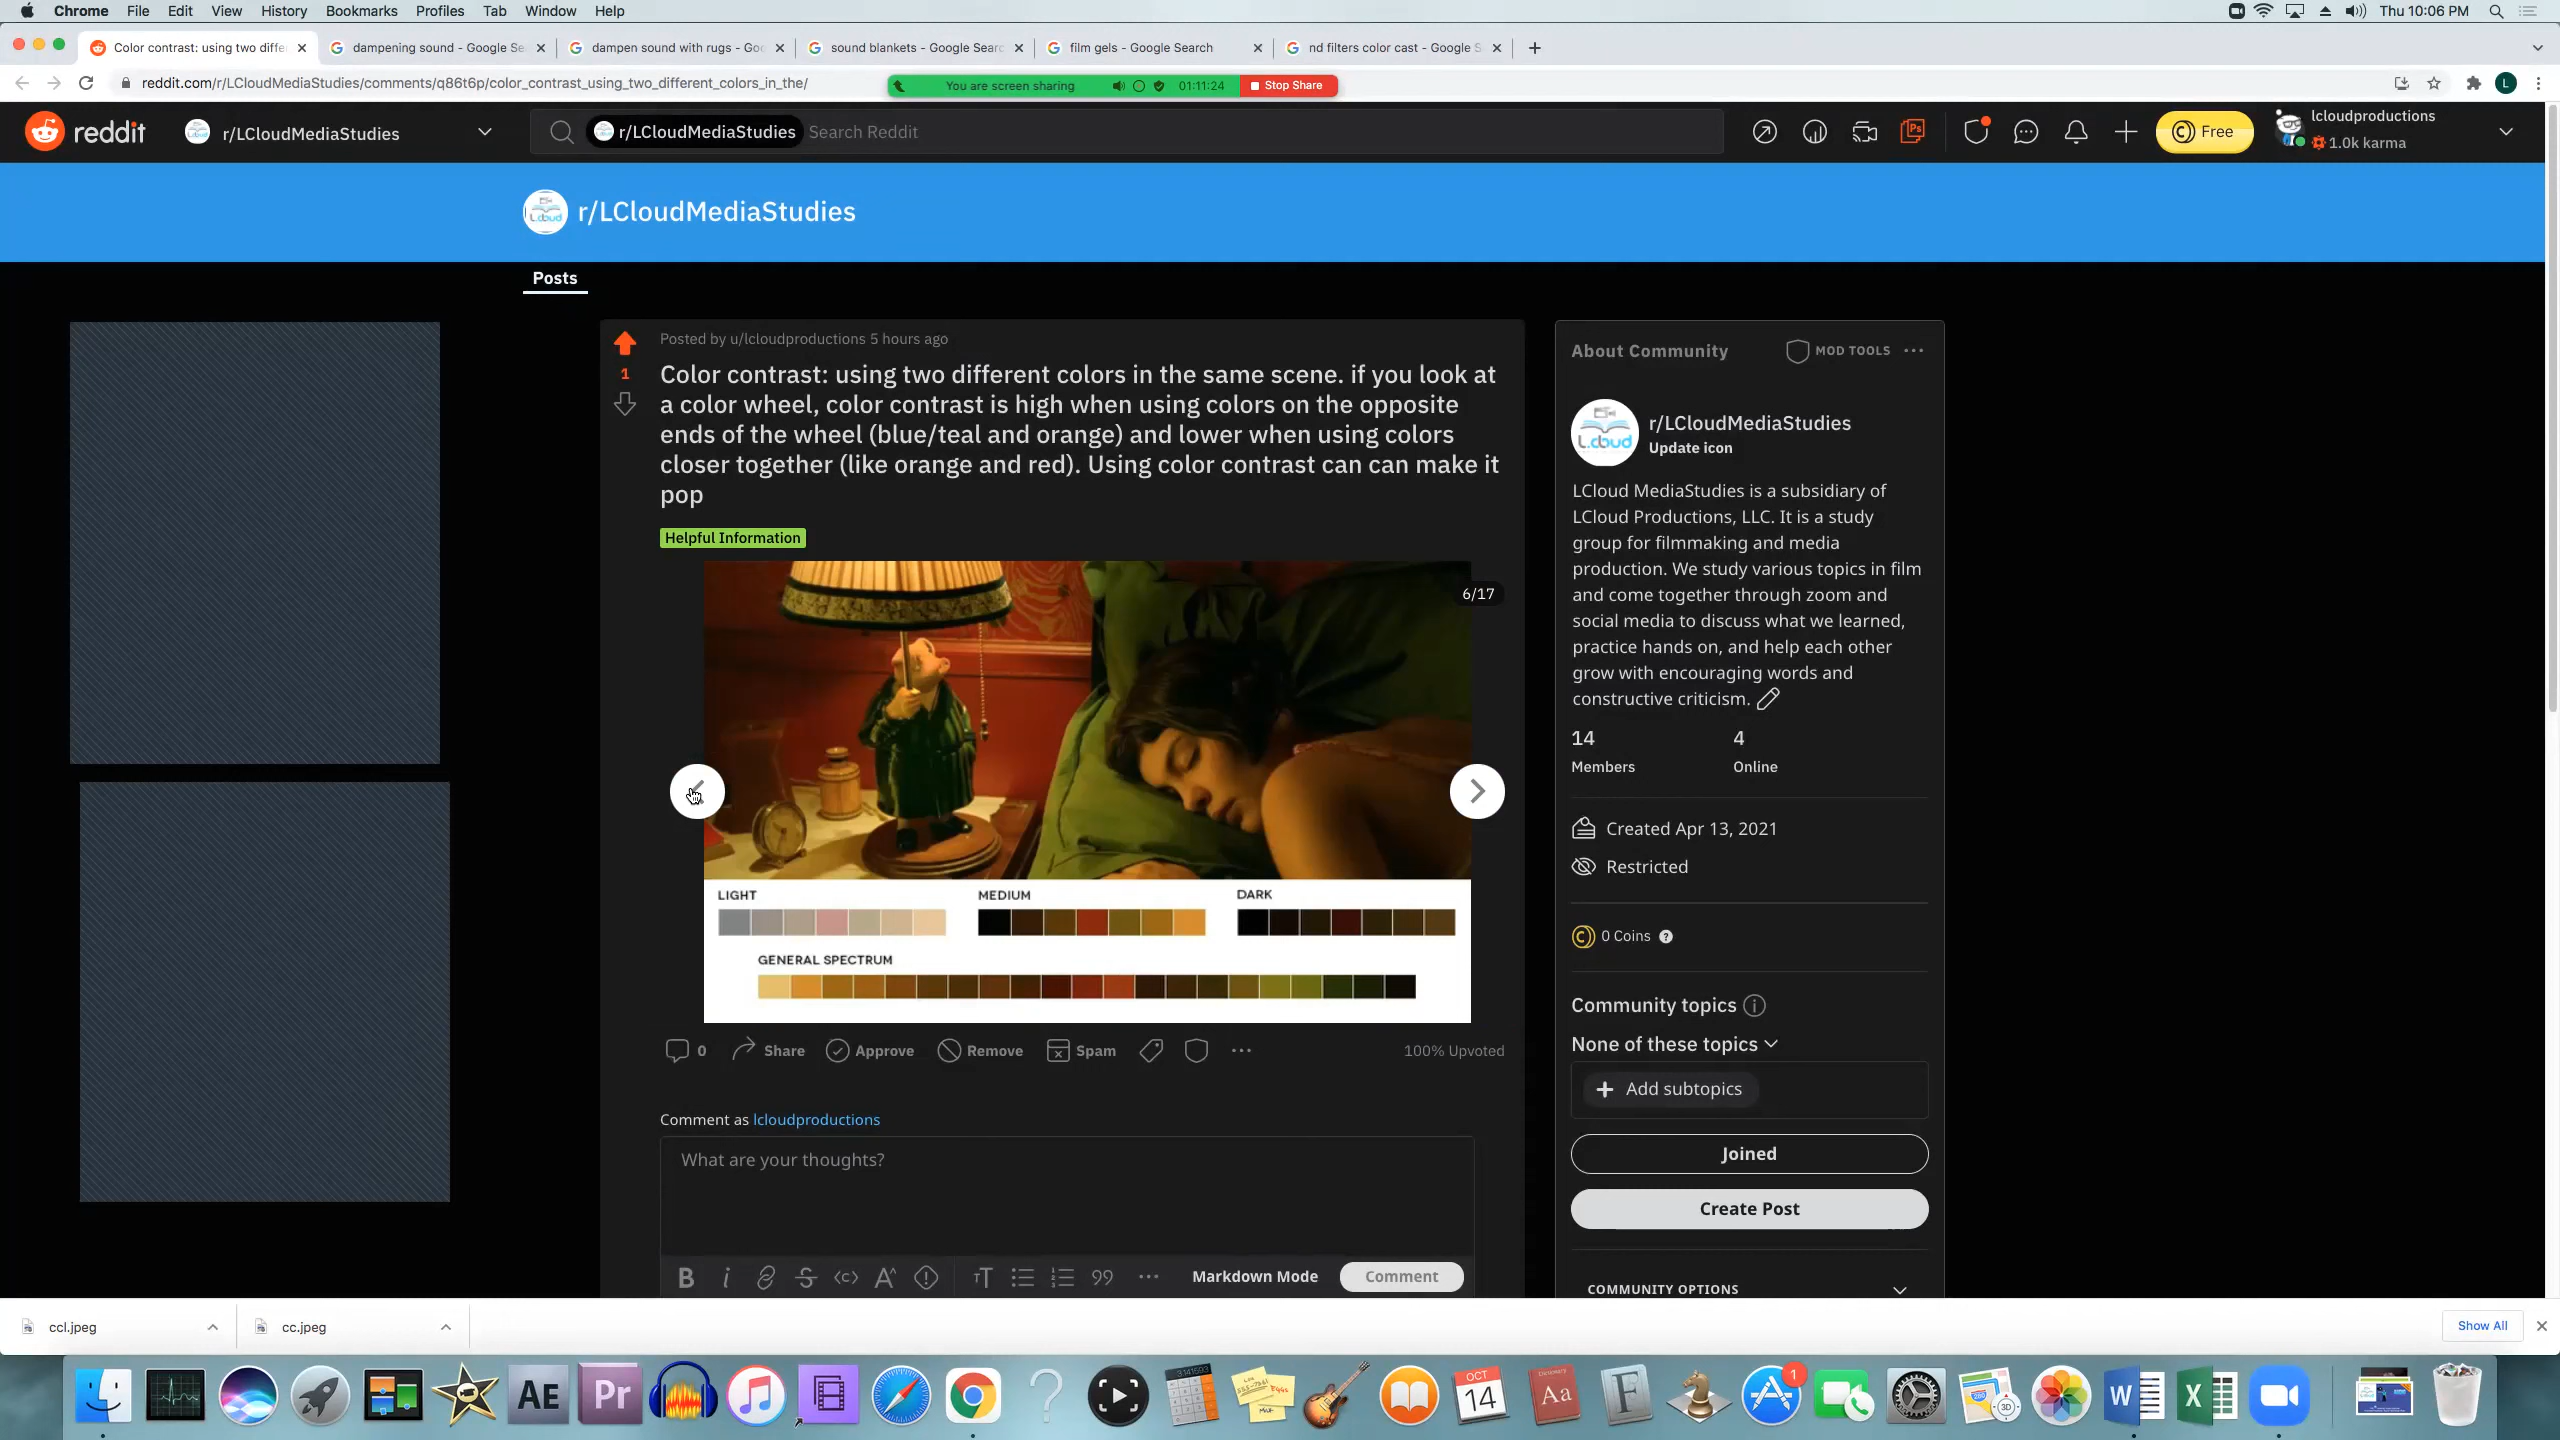 Chrome File Edit View History Bookmarks Profiles Tab Window Help
Thu 10:06 PM
Color contrast: using two diffe
dampening sound - Google Se
dampen sound with rugs - Goo
sound blankets - Google Searc
film gels - Google Search
nd filters color cast - Google S
reddit.com/r/LCloudMediaStudies/comments/q86t6p/color_contrast_using_two_different_colors_in_the/
You are screen sharing
01:11:24
Stop Share
reddit
r/LCloudMediaStudies
r/LCloudMediaStudies Search Reddit
Ps
Free
lcloudproductions
1.0k karma
L
L.cloud
r/LCloudMediaStudies
Posts
Posted by u/lcloudproductions 5 hours ago
1
Color contrast: using two different colors in the same scene. if you look at
a color wheel, color contrast is high when using colors on the opposite
ends of the wheel (blue/teal and orange) and lower when using colors
closer together (like orange and red). Using color contrast can can make it
pop
Helpful Information
6/17
LIGHT
MEDIUM
DARK
GENERAL SPECTRUM
0 Share Approve Remove Spam
100% Upvoted
Comment as lcloudproductions
What are your thoughts?
Markdown Mode
Comment
About Community
MOD TOOLS
L.cloud
r/LCloudMediaStudies
Update icon
LCloud MediaStudies is a subsidiary of
LCloud Productions, LLC. It is a study
group for filmmaking and media
production. We study various topics in film
and come together through zoom and
social media to discuss what we learned,
practice hands on, and help each other
grow with encouraging words and
constructive criticism.
14
Members
4
Online
Created Apr 13, 2021
Restricted
0 Coins
Community topics
None of these topics
Add subtopics
Joined
Create Post
COMMUNITY OPTIONS
ccl.jpeg
cc.jpeg
Show All
AE
Pr
OCT
14
Aa
F
1
3D
W
X